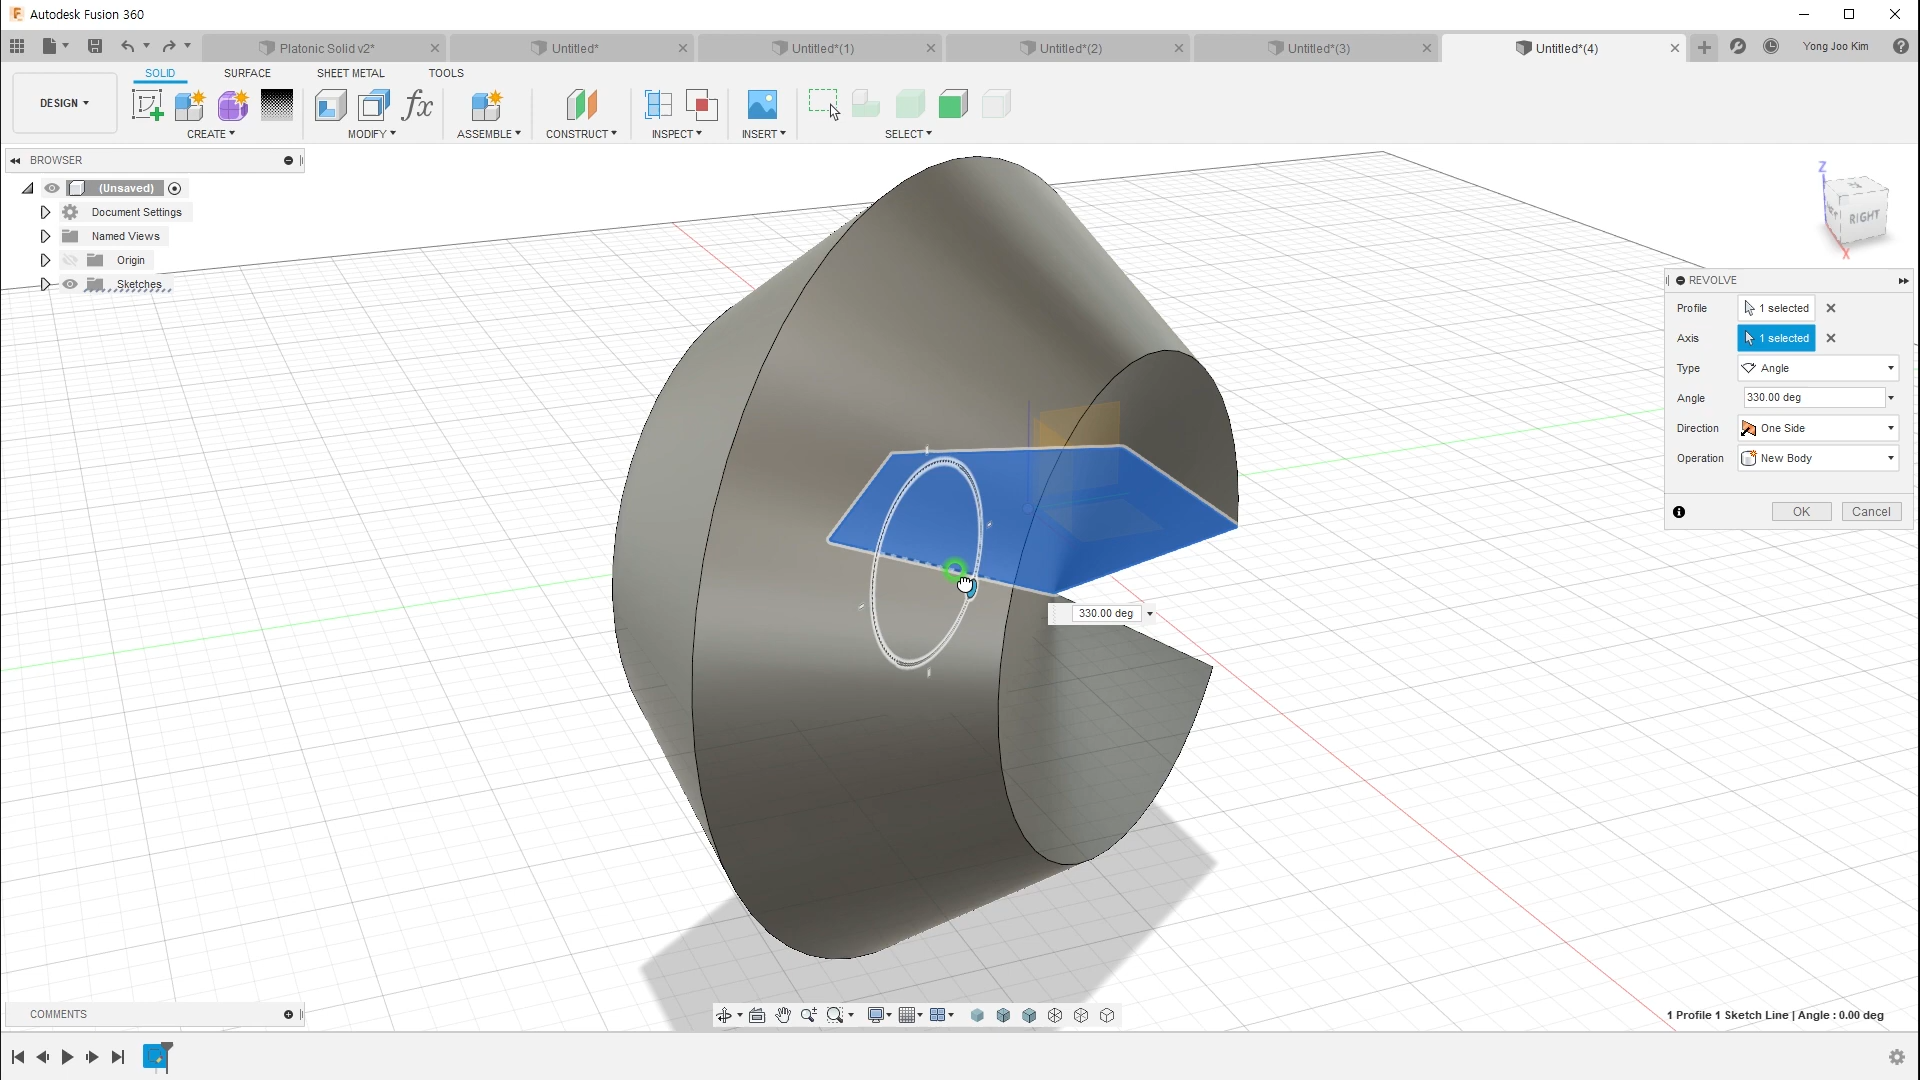 Autodesk Fusion 360
Platonic Solid v2*
Untitled*
Untitled*(1)
Untitled*(2)
Untitled*(3)
Untitled*(4)
Yong Joo Kim
SOLID
SURFACE
SHEET METAL
TOOLS
DESIGN
fx
CREATE
MODIFY
ASSEMBLE
CONSTRUCT
INSPECT
INSERT
SELECT
BROWSER
(Unsaved)
Document Settings
Named Views
Origin
Sketches
Z
RIGHT
X
REVOLVE
Profile 1 selected
Axis 1 selected
Type Angle
Angle 330.00 deg
Direction One Side
Operation New Body
OK Cancel
330.00 deg
COMMENTS
1 Profile 1 Sketch Line | Angle : 0.00 deg